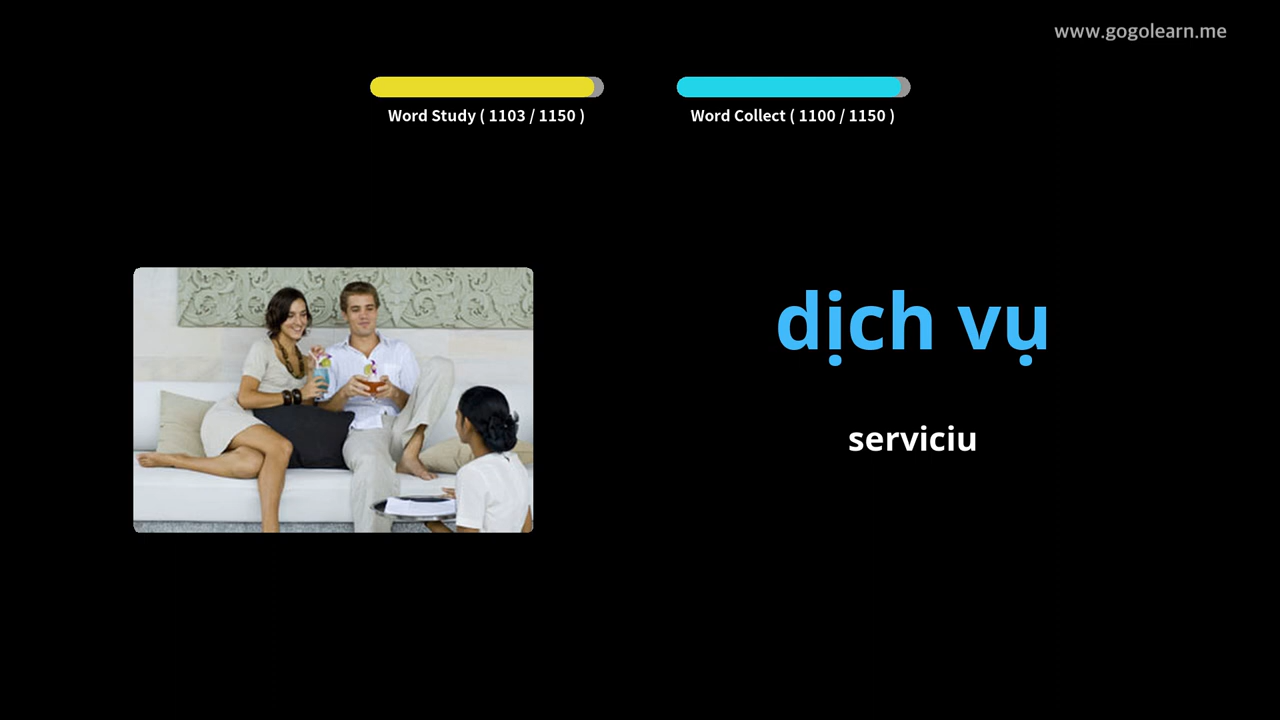 www.gogolearn.me
Word Study ( 1103 / 1150 )
Word Collect ( 1100 / 1150 )
dịch vụ
serviciu